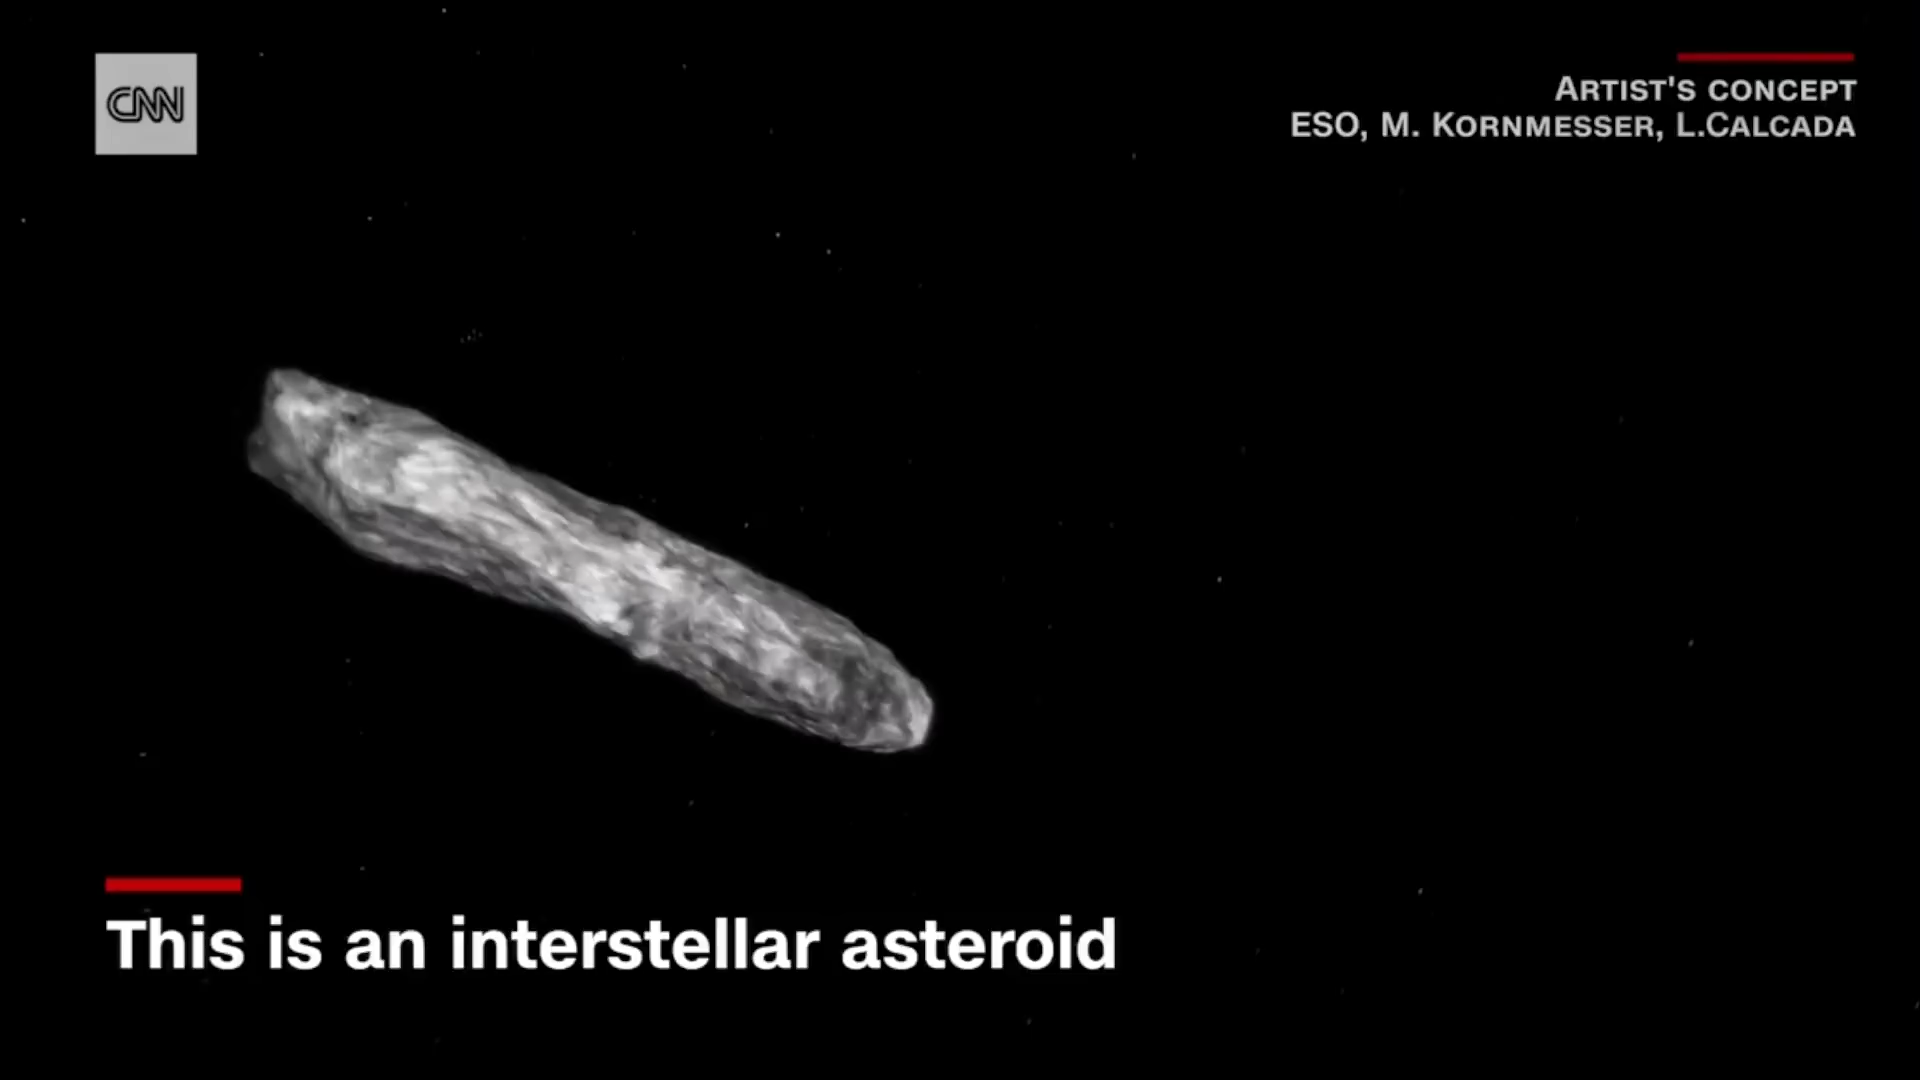 CNN
ARTIST'S CONCEPT
ESO, M. KORNMESSER, L.CALCADA
This is an interstellar asteroid